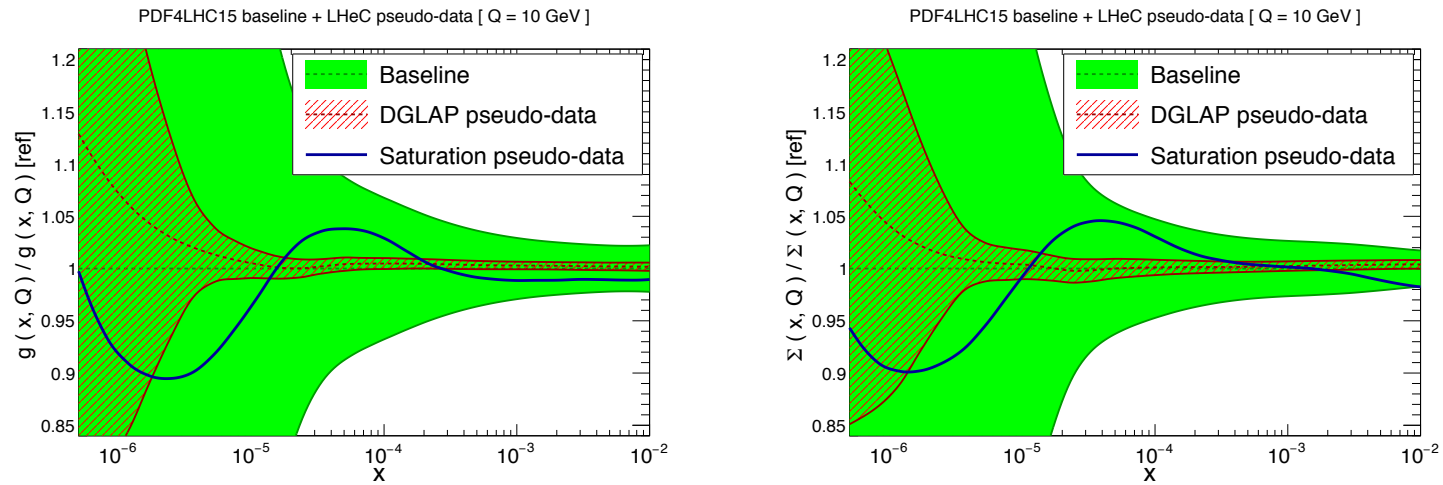 PDF4LHC15 baseline + LHeC pseudo-data [ Q = 10 GeV ]
g ( x, Q ) / g ( x, Q ) [ref]
1.2
1.15
1.1
1.05
1
0.95
0.9
0.85
Baseline
DGLAP pseudo-data
Saturation pseudo-data
10⁻⁶ 10⁻⁵ 10⁻⁴ 10⁻³ 10⁻²
x
PDF4LHC15 baseline + LHeC pseudo-data [ Q = 10 GeV ]
Σ ( x, Q ) / Σ ( x, Q ) [ref]
1.2
1.15
1.1
1.05
1
0.95
0.9
0.85
Baseline
DGLAP pseudo-data
Saturation pseudo-data
10⁻⁶ 10⁻⁵ 10⁻⁴ 10⁻³ 10⁻²
x